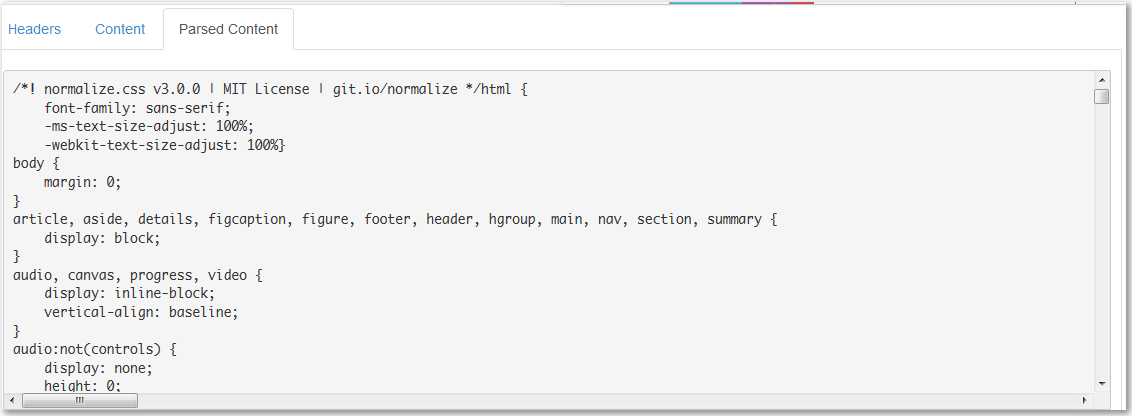 Headers Content Parsed Content
/*! normalize.css v3.0.0 | MIT License | git.io/normalize */html {
    font-family: sans-serif;
    -ms-text-size-adjust: 100%;
    -webkit-text-size-adjust: 100%}
body {
    margin: 0;
}
article, aside, details, figcaption, figure, footer, header, hgroup, main, nav, section, summary {
    display: block;
}
audio, canvas, progress, video {
    display: inline-block;
    vertical-align: baseline;
}
audio:not(controls) {
    display: none;
    height: 0;